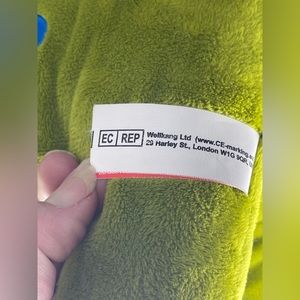 EC REP Wellkang Ltd (www.CE-marking.
29 Harley St., London W1G 9QR,